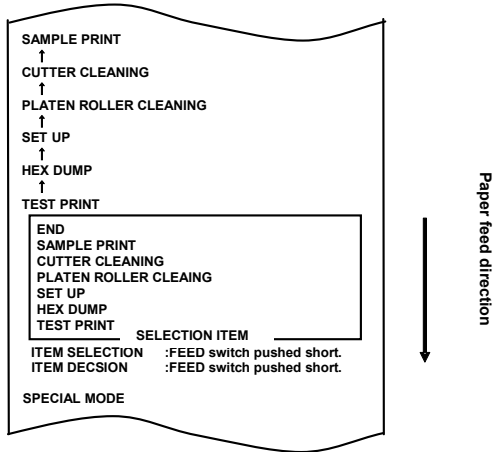 SAMPLE PRINT
↑
CUTTER CLEANING
↑
PLATEN ROLLER CLEANING
↑
SET UP
↑
HEX DUMP
↑
TEST PRINT
END
SAMPLE PRINT
CUTTER CLEANING
PLATEN ROLLER CLEAING
SET UP
HEX DUMP
TEST PRINT
SELECTION ITEM
ITEM SELECTION :FEED switch pushed short.
ITEM DECSION :FEED switch pushed short.
SPECIAL MODE
Paper feed direction